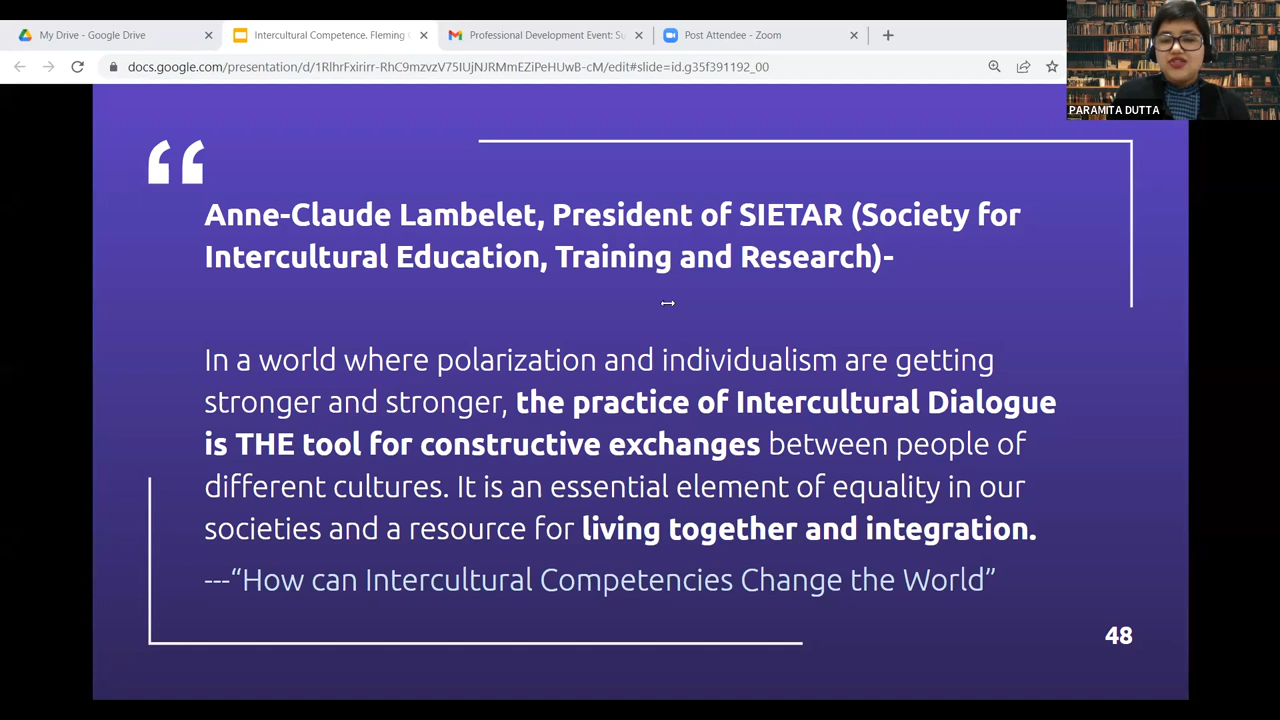 My Drive - Google Drive
Intercultural Competence. Fleming
Professional Development Event: Su
Post Attendee - Zoom
docs.google.com/presentation/d/1RlhrFxirirr-RhC9mzvzV75IUjNJRMmEZiPeHUwB-cM/edit#slide=id.g35f391192_00
PARAMITA DUTTA
“
Anne-Claude Lambelet, President of SIETAR (Society for
Intercultural Education, Training and Research)-
In a world where polarization and individualism are getting
stronger and stronger, the practice of Intercultural Dialogue
is THE tool for constructive exchanges between people of
different cultures. It is an essential element of equality in our
societies and a resource for living together and integration.
---“How can Intercultural Competencies Change the World”
48